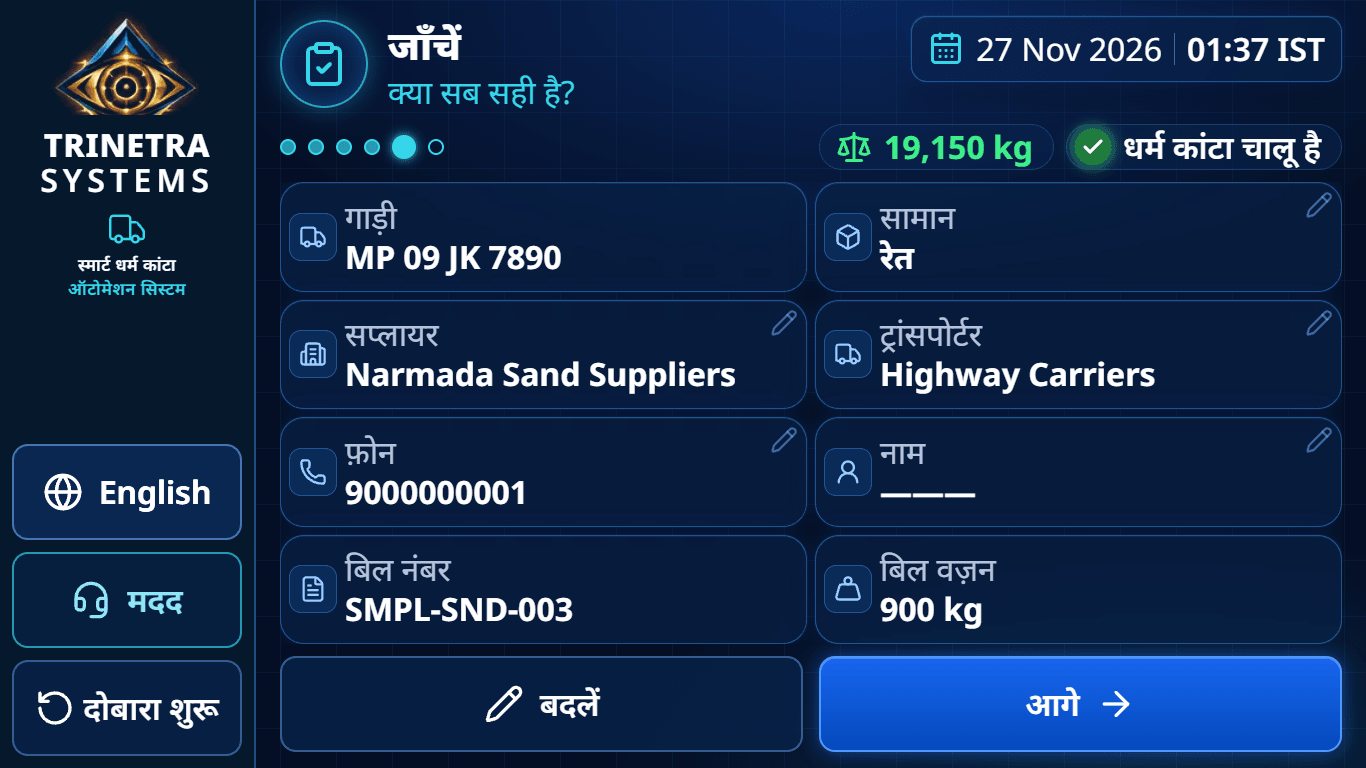 TRINETRA
SYSTEMS
स्मार्ट धर्म कांटा
ऑटोमेशन सिस्टम
English
मदद
दोबारा शुरू
जाँचें
क्या सब सही है?
27 Nov 2026
01:37 IST
19,150 kg
धर्म कांटा चालू है
गाड़ी
MP 09 JK 7890
सामान
रेत
सप्लायर
Narmada Sand Suppliers
ट्रांसपोर्टर
Highway Carriers
फ़ोन
9000000001
नाम
———
बिल नंबर
SMPL-SND-003
बिल वज़न
900 kg
बदलें
आगे